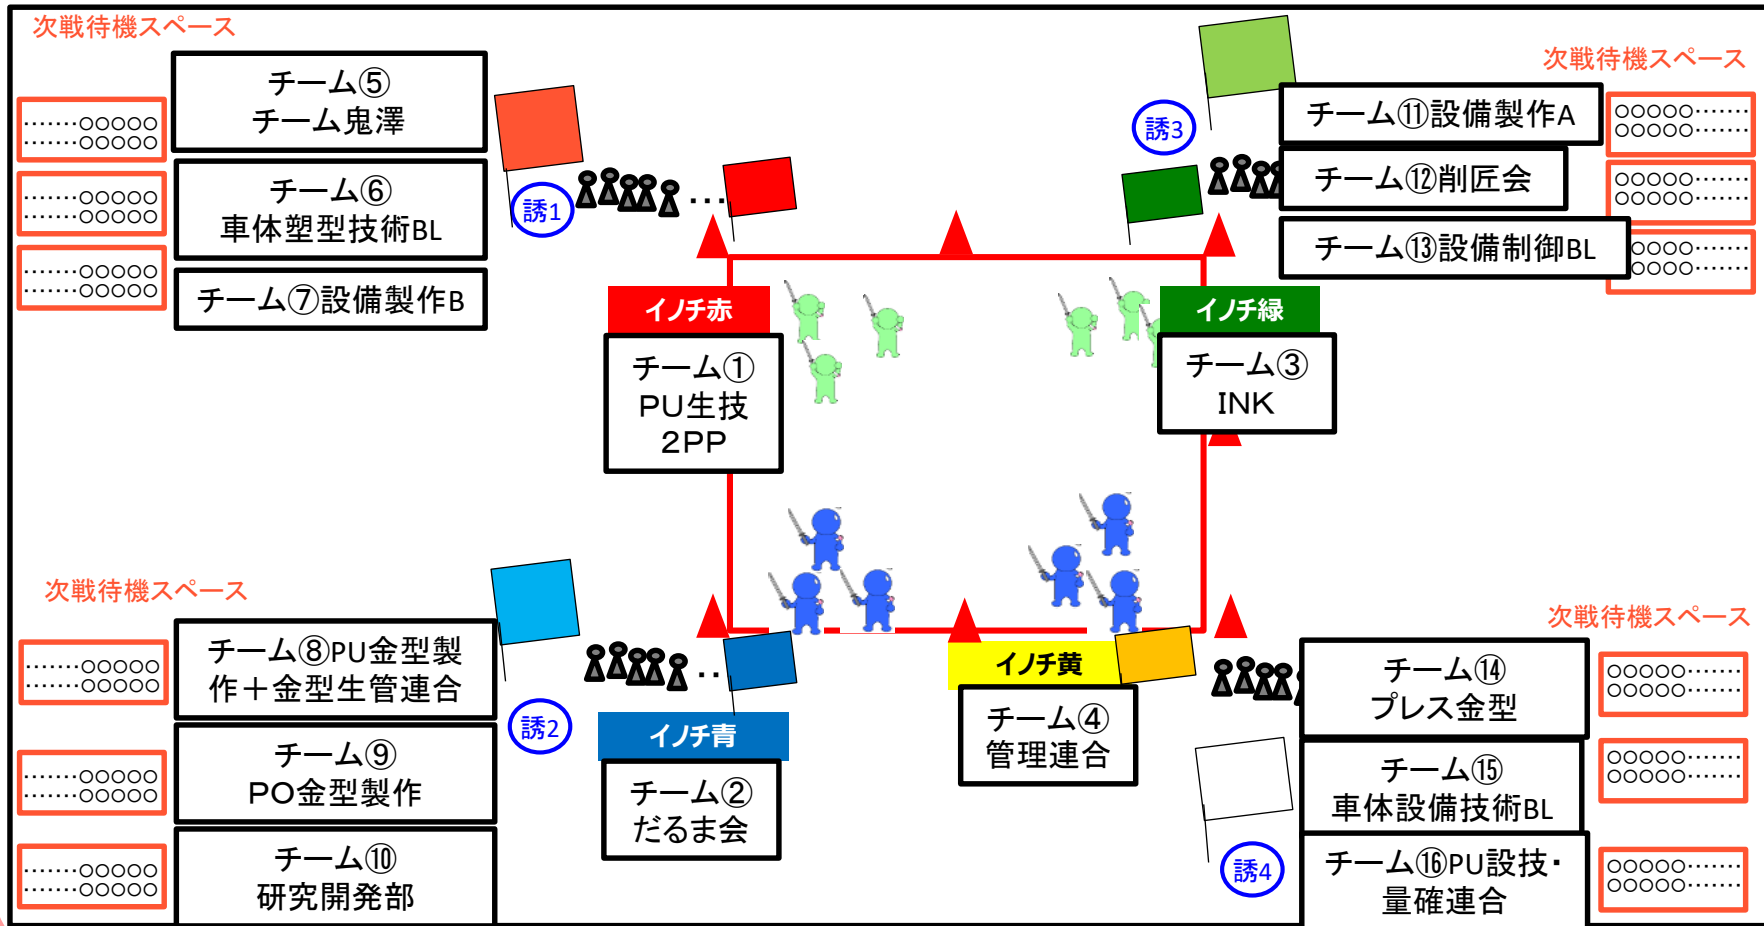 次戦待機スペース
チーム⑤
チーム鬼澤
……○○○○○
……○○○○○
チーム⑥
車体塑型技術BL
……○○○○○
……○○○○○
チーム⑦設備製作B
……○○○○○
……○○○○○
誘1
…
イノチ赤
チーム①
PU生技
2PP
誘3
次戦待機スペース
チーム⑪設備製作A
○○○○○……
○○○○○……
チーム⑫削匠会
○○○○○……
○○○○○……
チーム⑬設備制御BL
○○○○……
○○○○……
イノチ緑
チーム③
INK
次戦待機スペース
チーム⑧PU金型製
作＋金型生管連合
……○○○○○
……○○○○○
チーム⑨
PO金型製作
……○○○○○
……○○○○○
チーム⑩
研究開発部
……○○○○○
……○○○○○
誘2
‥
イノチ青
チーム②
だるま会
イノチ黄
チーム④
管理連合
次戦待機スペース
チーム⑭
プレス金型
○○○○○……
○○○○○……
チーム⑮
車体設備技術BL
○○○○○……
○○○○○……
誘4
チーム⑯PU設技・
量確連合
○○○○○……
○○○○○……